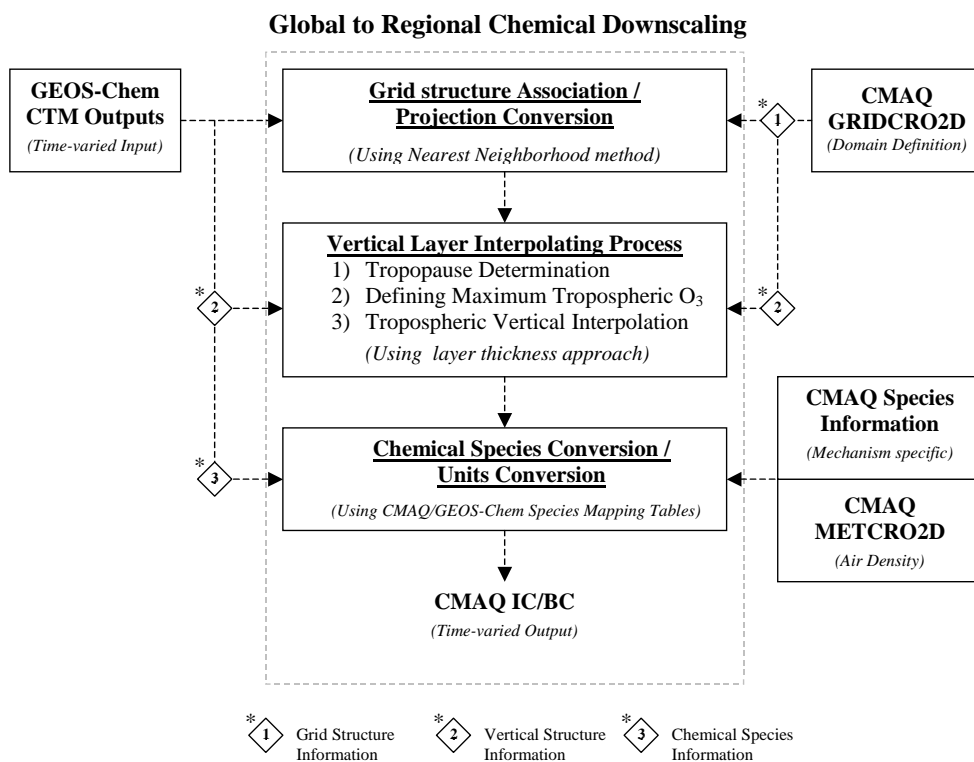 Global to Regional Chemical Downscaling
GEOS-Chem
CTM Outputs
(Time-varied Input)
Grid structure Association /
Projection Conversion
(Using Nearest Neighborhood method)
* 1
CMAQ
GRIDCRO2D
(Domain Definition)
Vertical Layer Interpolating Process
1) Tropopause Determination
2) Defining Maximum Tropospheric O3
3) Tropospheric Vertical Interpolation
(Using layer thickness approach)
* 2
* 2
Chemical Species Conversion /
Units Conversion
(Using CMAQ/GEOS-Chem Species Mapping Tables)
* 3
CMAQ Species
Information
(Mechanism specific)
CMAQ
METCRO2D
(Air Density)
CMAQ IC/BC
(Time-varied Output)
* 1 Grid Structure
Information
* 2 Vertical Structure
Information
* 3 Chemical Species
Information